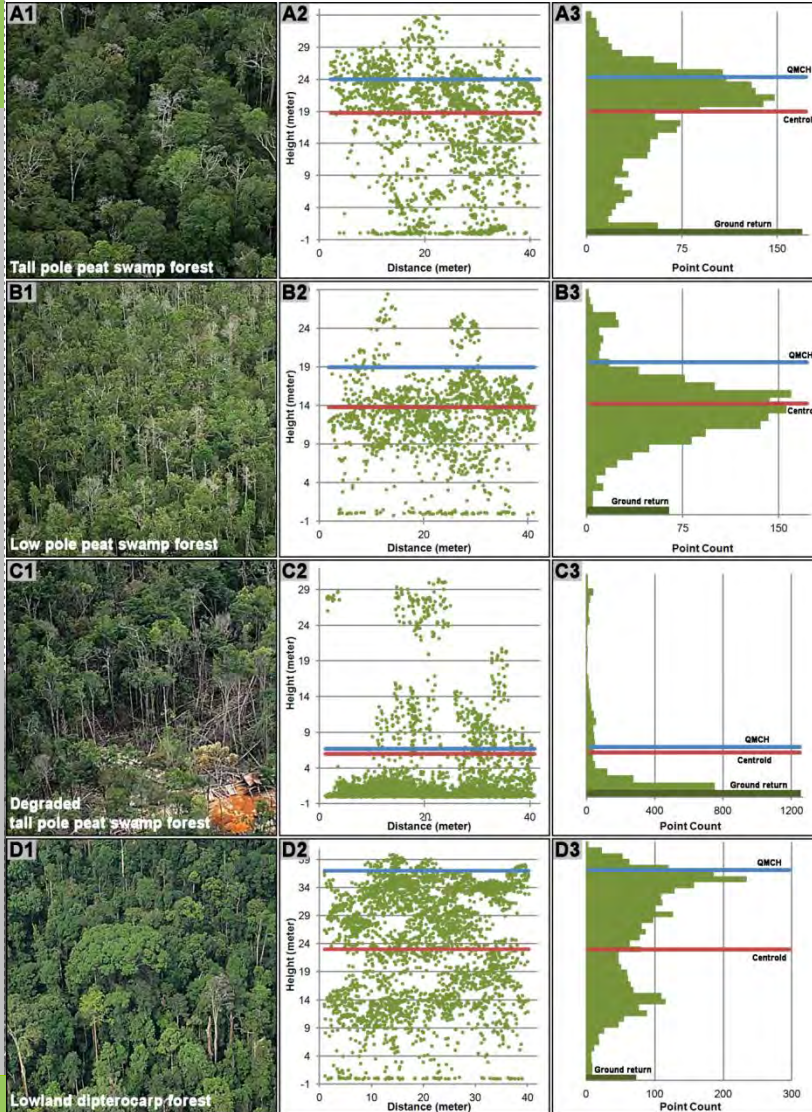 A1
Tall pole peat swamp forest
A2
Height (meter)
34
29
24
19
14
9
4
-1
0
20
40
Distance (meter)
A3
QMCH
Centroid
Ground return
0
75
150
Point Count
B1
Low pole peat swamp forest
B2
Height (meter)
24
19
14
9
4
-1
0
20
40
Distance (meter)
B3
QMCH
Centroi
Ground return
0
75
150
Point Count
C1
Degraded
tall pole peat swamp forest
C2
Height (meter)
29
24
19
14
9
4
-1
0
20
40
Distance (meter)
C3
QMCH
Centroid
Ground return
0
400
800
1200
Point Count
D1
Lowland dipterocarp forest
D2
Height (meter)
39
34
29
24
23
14
9
4
-1
0
10
20
30
40
Distance (meter)
D3
QMCH
Centroid
Ground return
0
100
200
300
Point Count